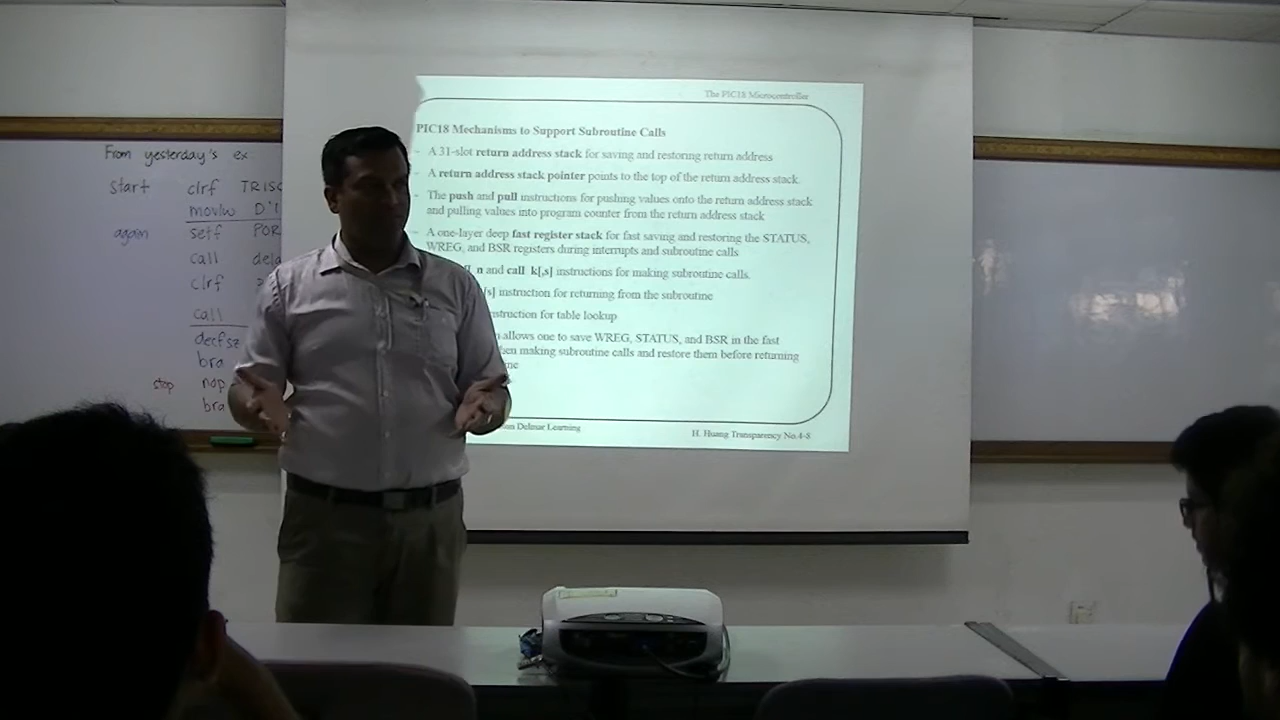 From yesterday's ex
start clrf TRISC
movlw D'1
again setf POR
call dela
clrf
call
decfsz
bra
stop nop
bra
The PIC18 Microcontroller
PIC18 Mechanisms to Support Subroutine Calls
- A 31-slot return address stack for saving and restoring return address
- A return address stack pointer points to the top of the return address stack.
- The push and pull instructions for pushing values onto the return address stack
and pulling values into program counter from the return address stack
- A one-layer deep fast register stack for fast saving and restoring the STATUS,
WREG, and BSR registers during interrupts and subroutine calls
n and call k[,s] instructions for making subroutine calls.
[s] instruction for returning from the subroutine
instruction for table lookup
allows one to save WREG, STATUS, and BSR in the fast
when making subroutine calls and restore them before returning
Delmar Learning
H. Huang Transparency No.4-8